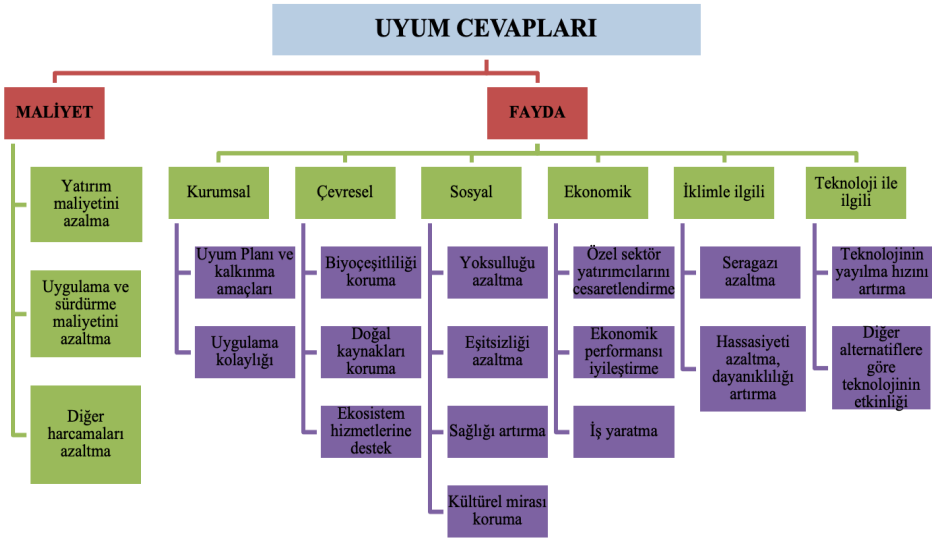 UYUM CEVAPLARI
MALİYET
FAYDA
Yatırım
maliyetini
azalma
Uygulama ve
sürdürme
maliyetini
azaltma
Diğer
harcamaları
azaltma
Kurumsal
Uyum Planı ve
kalkınma
amaçları
Uygulama
kolaylığı
Çevresel
Biyoçeşitliliği
koruma
Doğal
kaynakları
koruma
Ekosistem
hizmetlerine
destek
Sosyal
Yoksulluğu
azaltma
Eşitsizliği
azaltma
Sağlığı artırma
Kültürel mirası
koruma
Ekonomik
Özel sektör
yatırımcılarını
cesaretlendirme
Ekonomik
performansı
iyileştirme
İş yaratma
İklimle ilgili
Seragazı
azaltma
Hassasiyeti
azaltma,
dayanıklılığı
artırma
Teknoloji ile
ilgili
Teknolojinin
yayılma hızını
artırma
Diğer
alternatiflere
göre
teknolojinin
etkinliği